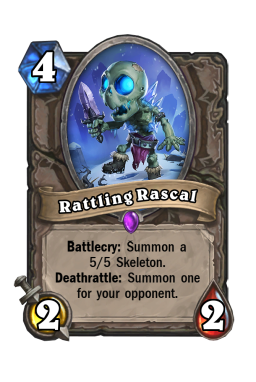 4
Rattling Rascal
Battlecry: Summon a
5/5 Skeleton.
Deathrattle: Summon one
for your opponent.
2
2